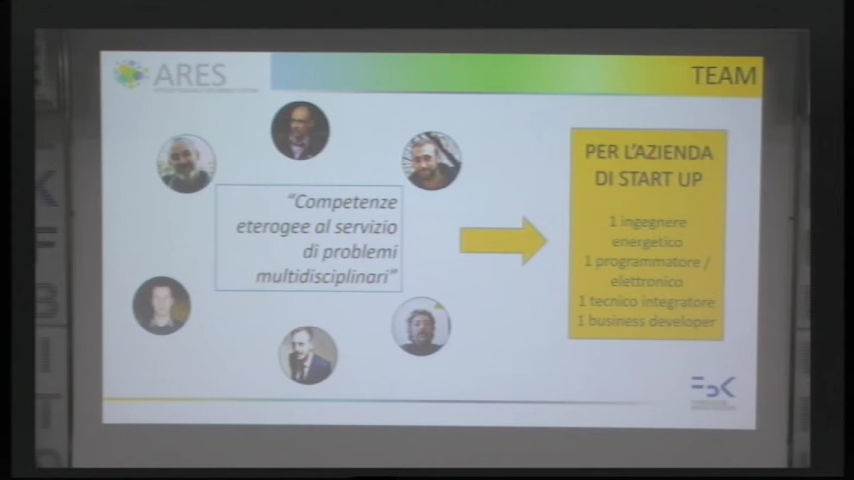 ARES
TEAM
"Competenze
eterogee al servizio
di problemi
multidisciplinari"
PER L'AZIENDA
DI START UP
1 ingegnere
energetico
1 programmatore /
elettronico
1 tecnico integratore
1 business developer
FBK